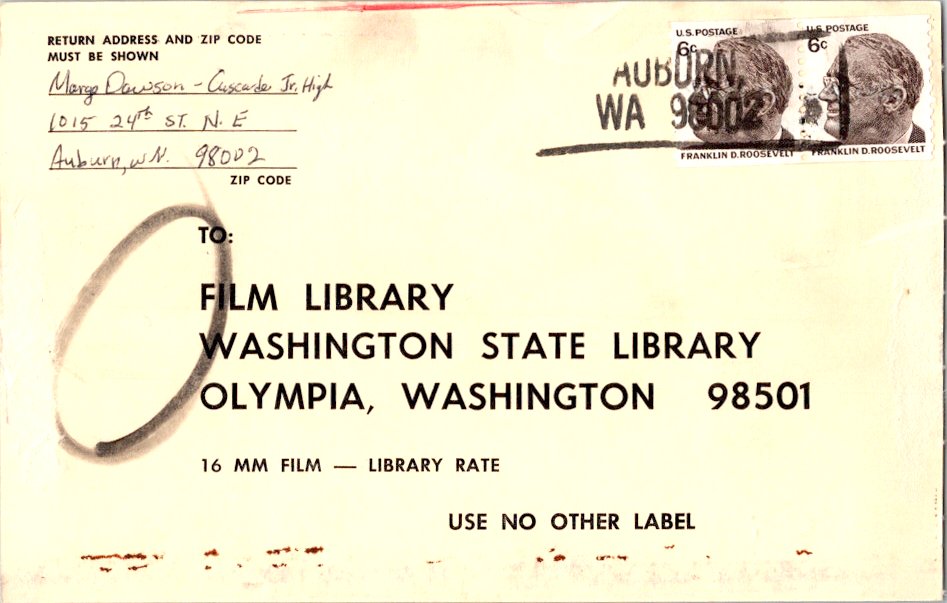 RETURN ADDRESS AND ZIP CODE
MUST BE SHOWN
Marge Dawson - Cascade Jr. High
1015 24th ST. N. E
Auburn, WN. 98002
ZIP CODE
U.S. POSTAGE
6c
FRANKLIN D. ROOSEVELT
U.S. POSTAGE
6c
FRANKLIN D. ROOSEVELT
AUBURN,
WA 98002
TO:
FILM LIBRARY
WASHINGTON STATE LIBRARY
OLYMPIA, WASHINGTON 98501
16 MM FILM — LIBRARY RATE
USE NO OTHER LABEL